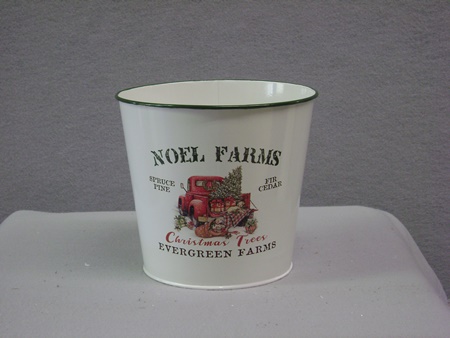 NOEL FARMS
SPRUCE PINE
FIR CEDAR
Christmas Trees
EVERGREEN FARMS